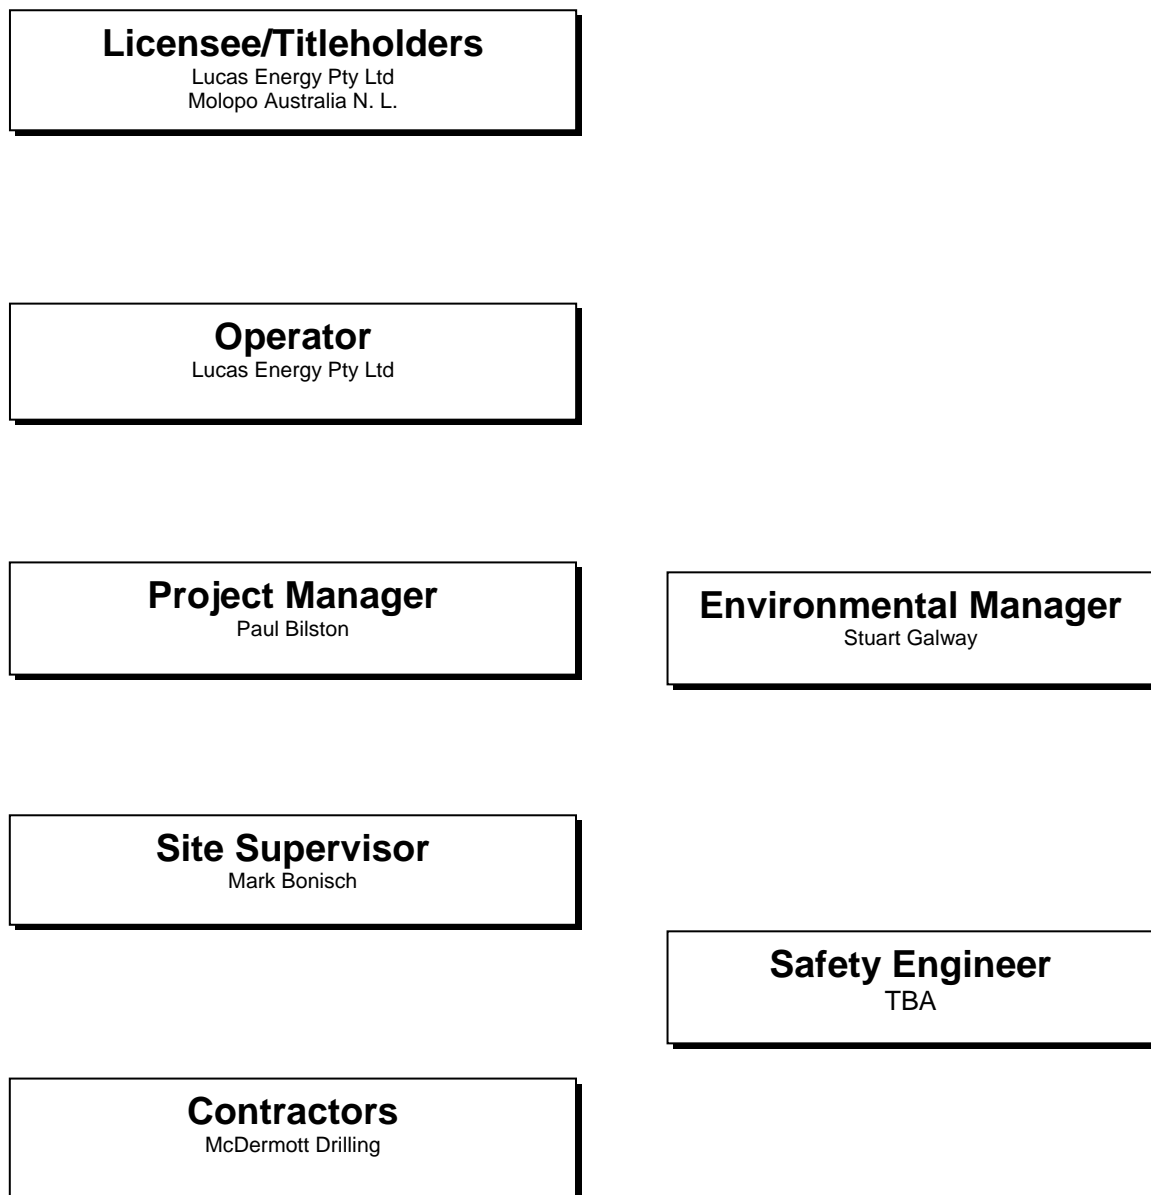 Licensee/Titleholders
Lucas Energy Pty Ltd
Molopo Australia N. L.
Operator
Lucas Energy Pty Ltd
Project Manager
Paul Bilston
Environmental Manager
Stuart Galway
Site Supervisor
Mark Bonisch
Safety Engineer
TBA
Contractors
McDermott Drilling